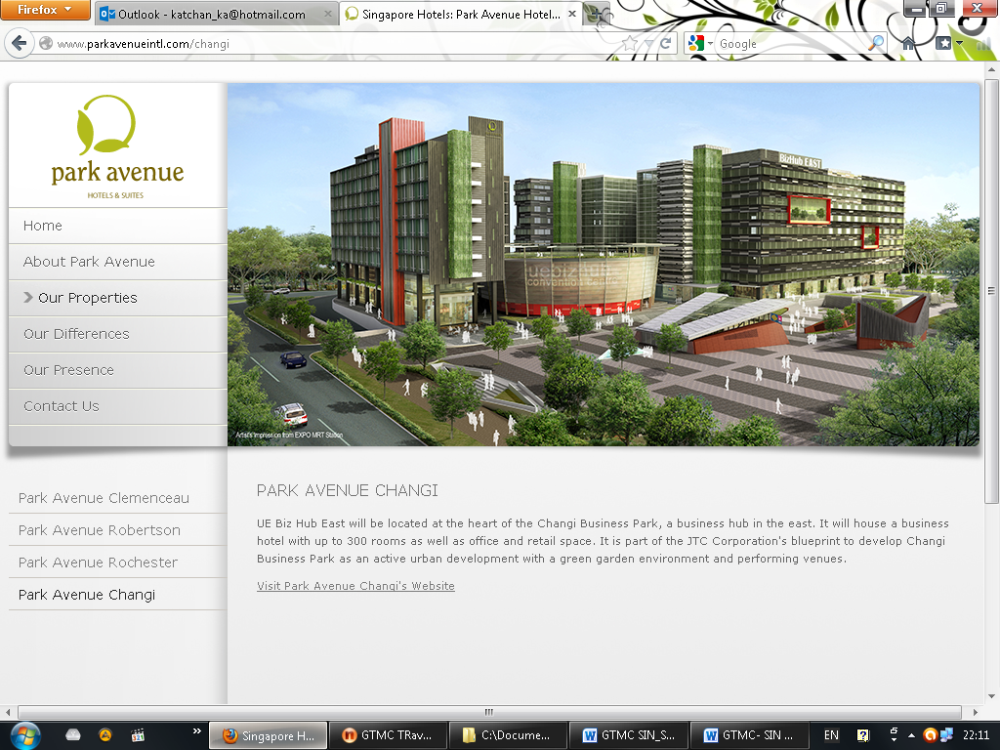 Firefox
Outlook - katchan_ka@hotmail.com
Singapore Hotels: Park Avenue Hotel...
www.parkavenueintl.com/changi
Google
park avenue
HOTELS & SUITES
Home
About Park Avenue
Our Properties
Our Differences
Our Presence
Contact Us
BizHub EAST
uebizhub
Artist's Impression from EXPO MRT Station
Park Avenue Clemenceau
Park Avenue Robertson
Park Avenue Rochester
Park Avenue Changi
PARK AVENUE CHANGI
UE Biz Hub East will be located at the heart of the Changi Business Park, a business hub in the east. It will house a business
hotel with up to 300 rooms as well as office and retail space. It is part of the JTC Corporation's blueprint to develop Changi
Business Park as an active urban development with a green garden environment and performing venues.
Visit Park Avenue Changi's Website
Singapore H...
GTMC TRav...
C:\Docume...
GTMC SIN_S...
GTMC- SIN ...
EN
22:11